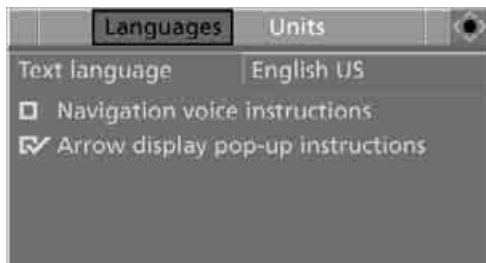 Languages Units
Text language English US
Navigation voice instructions
Arrow display pop-up instructions